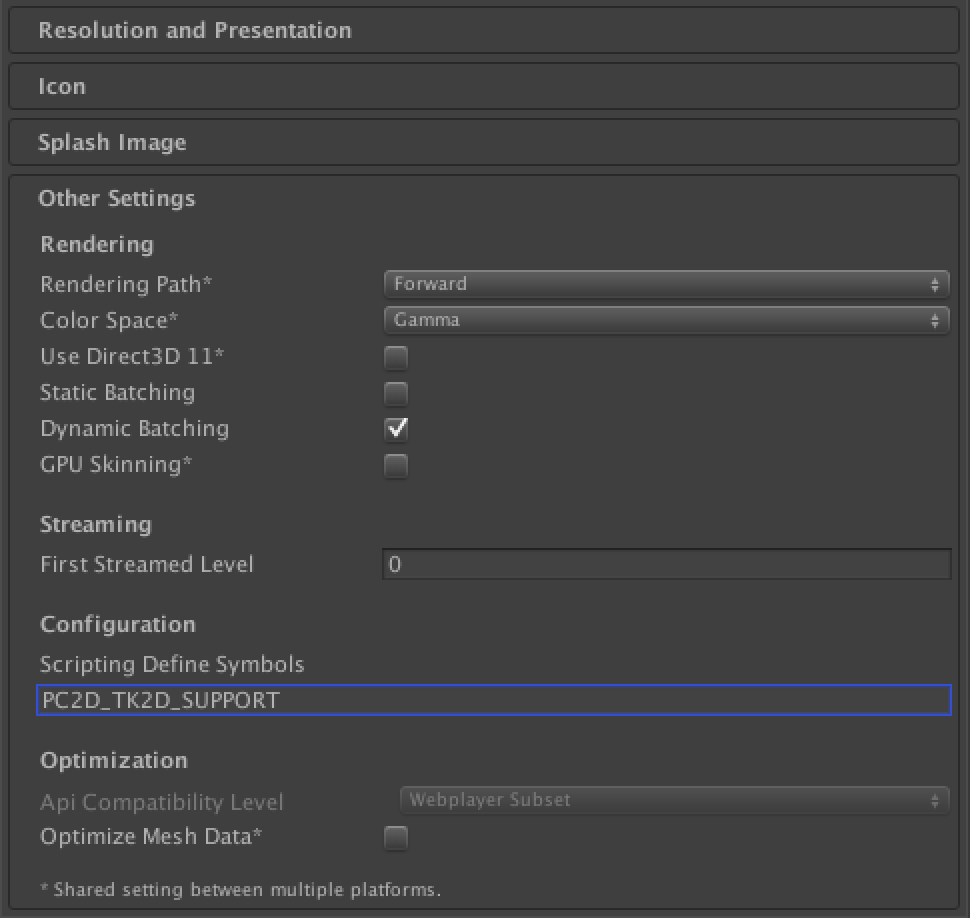 Resolution and Presentation
Icon
Splash Image
Other Settings
Rendering
Rendering Path* Forward
Color Space* Gamma
Use Direct3D 11*
Static Batching
Dynamic Batching
GPU Skinning*
Streaming
First Streamed Level 0
Configuration
Scripting Define Symbols
PC2D_TK2D_SUPPORT
Optimization
Api Compatibility Level Webplayer Subset
Optimize Mesh Data*
* Shared setting between multiple platforms.